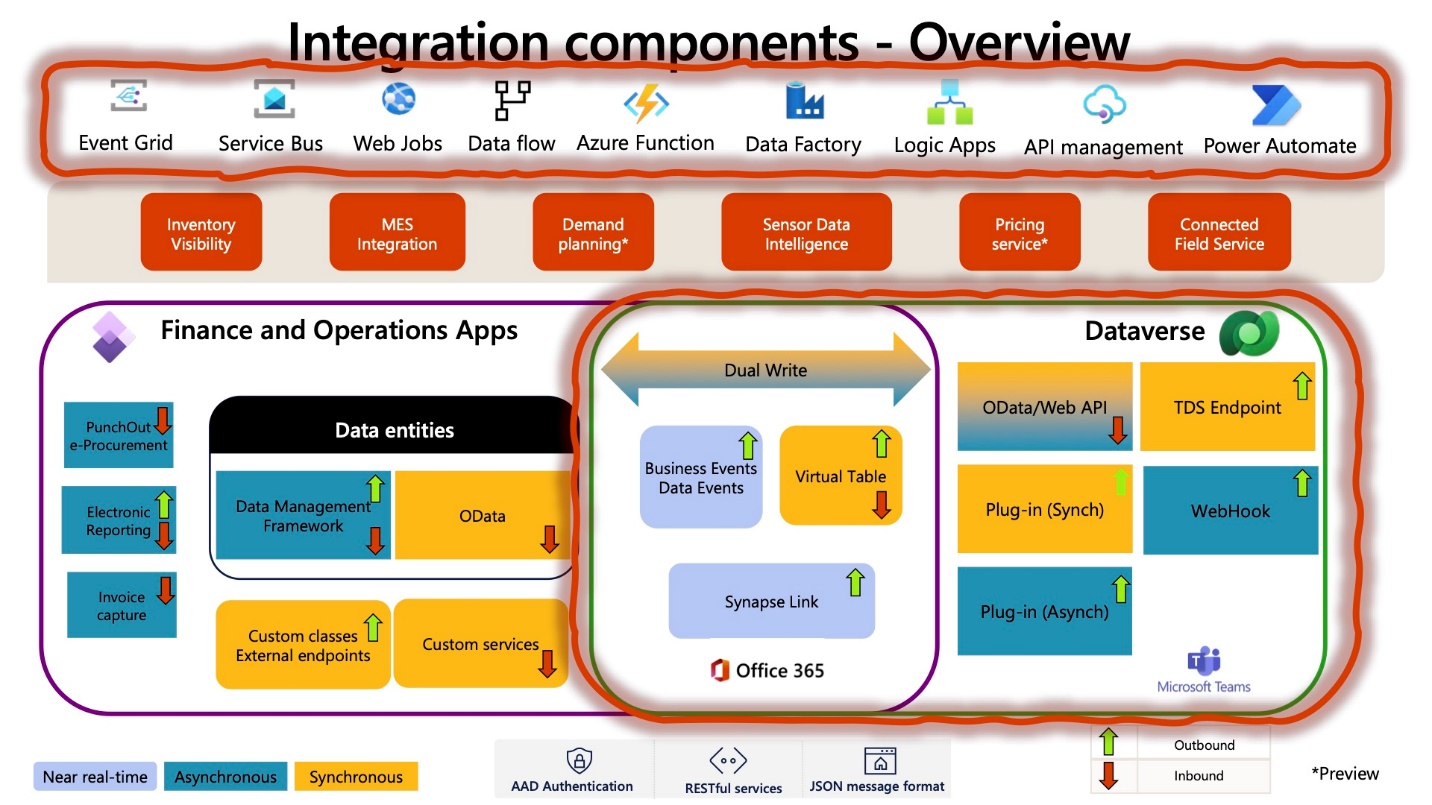 Integration components - Overview
Event Grid
Service Bus
Web Jobs
Data flow
Azure Function
Data Factory
Logic Apps
API management
Power Automate
Inventory
Visibility
MES
Integration
Demand
planning*
Sensor Data
Intelligence
Pricing
service*
Connected
Field Service
Finance and Operations Apps
Dataverse
PunchOut
e-Procurement
Electronic
Reporting
Invoice
capture
Data entities
Data Management
Framework
OData
Custom classes
External endpoints
Custom services
Dual Write
Business Events
Data Events
Virtual Table
Synapse Link
Office 365
OData/Web API
TDS Endpoint
Plug-in (Synch)
WebHook
Plug-in (Asynch)
Microsoft Teams
Near real-time
Asynchronous
Synchronous
AAD Authentication
RESTful services
JSON message format
Outbound
Inbound
*Preview